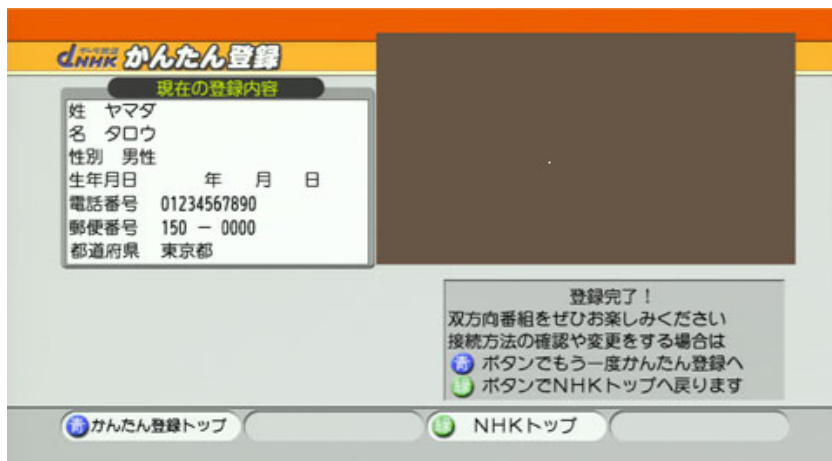 データ放送
dNHK かんたん登録
現在の登録内容
姓 ヤマダ
名 タロウ
性別 男性
生年月日 年 月 日
電話番号 01234567890
郵便番号 150 － 0000
都道府県 東京都
登録完了！
双方向番組をぜひお楽しみください
接続方法の確認や変更をする場合は
青 ボタンでもう一度かんたん登録へ
緑 ボタンでNHKトップへ戻ります
青 かんたん登録トップ
緑 NHKトップ